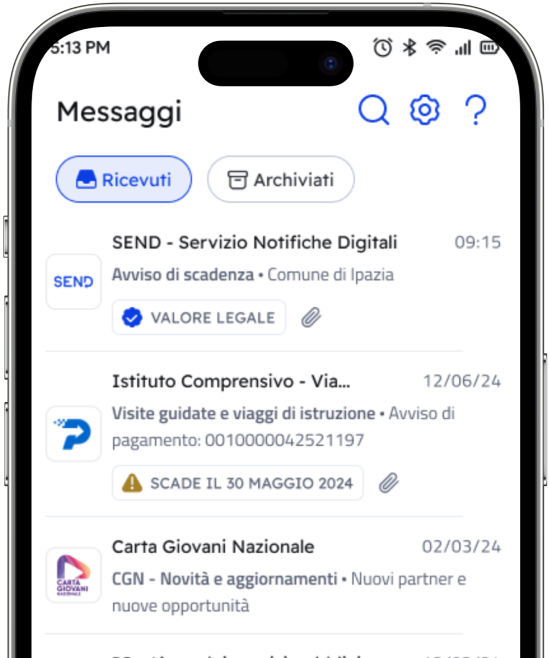 5:13 PM
Messaggi
Ricevuti
Archiviati
SEND - Servizio Notifiche Digitali 09:15
SEND
Avviso di scadenza • Comune di Ipazia
VALORE LEGALE
Istituto Comprensivo - Via... 12/06/24
Visite guidate e viaggi di istruzione • Avviso di
pagamento: 0010000042521197
SCADE IL 30 MAGGIO 2024
Carta Giovani Nazionale 02/03/24
CARTA
GIOVANI
NAZIONALE
CGN - Novità e aggiornamenti • Nuovi partner e
nuove opportunità